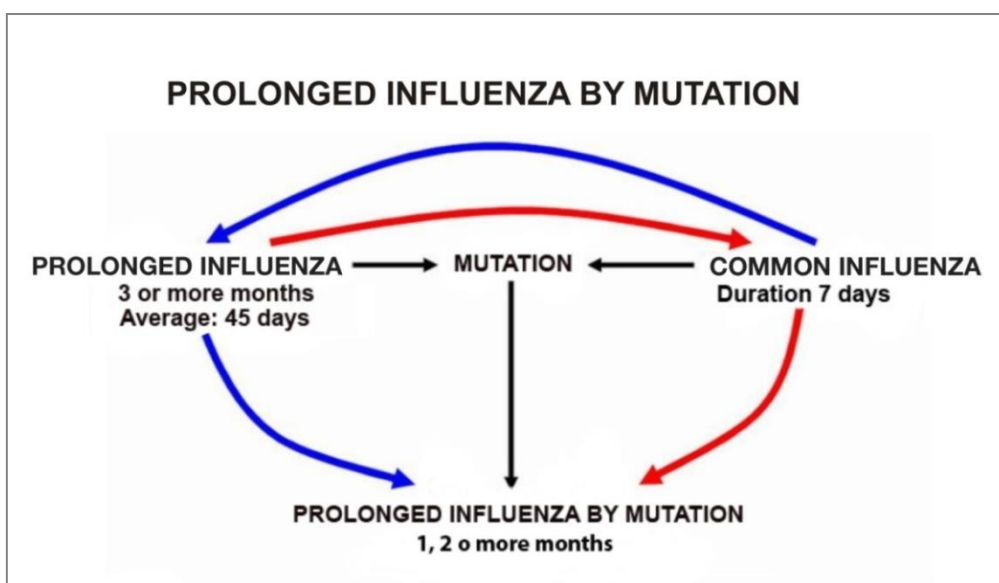 PROLONGED INFLUENZA BY MUTATION
PROLONGED INFLUENZA
3 or more months
Average: 45 days
MUTATION
COMMON INFLUENZA
Duration 7 days
PROLONGED INFLUENZA BY MUTATION
1, 2 o more months